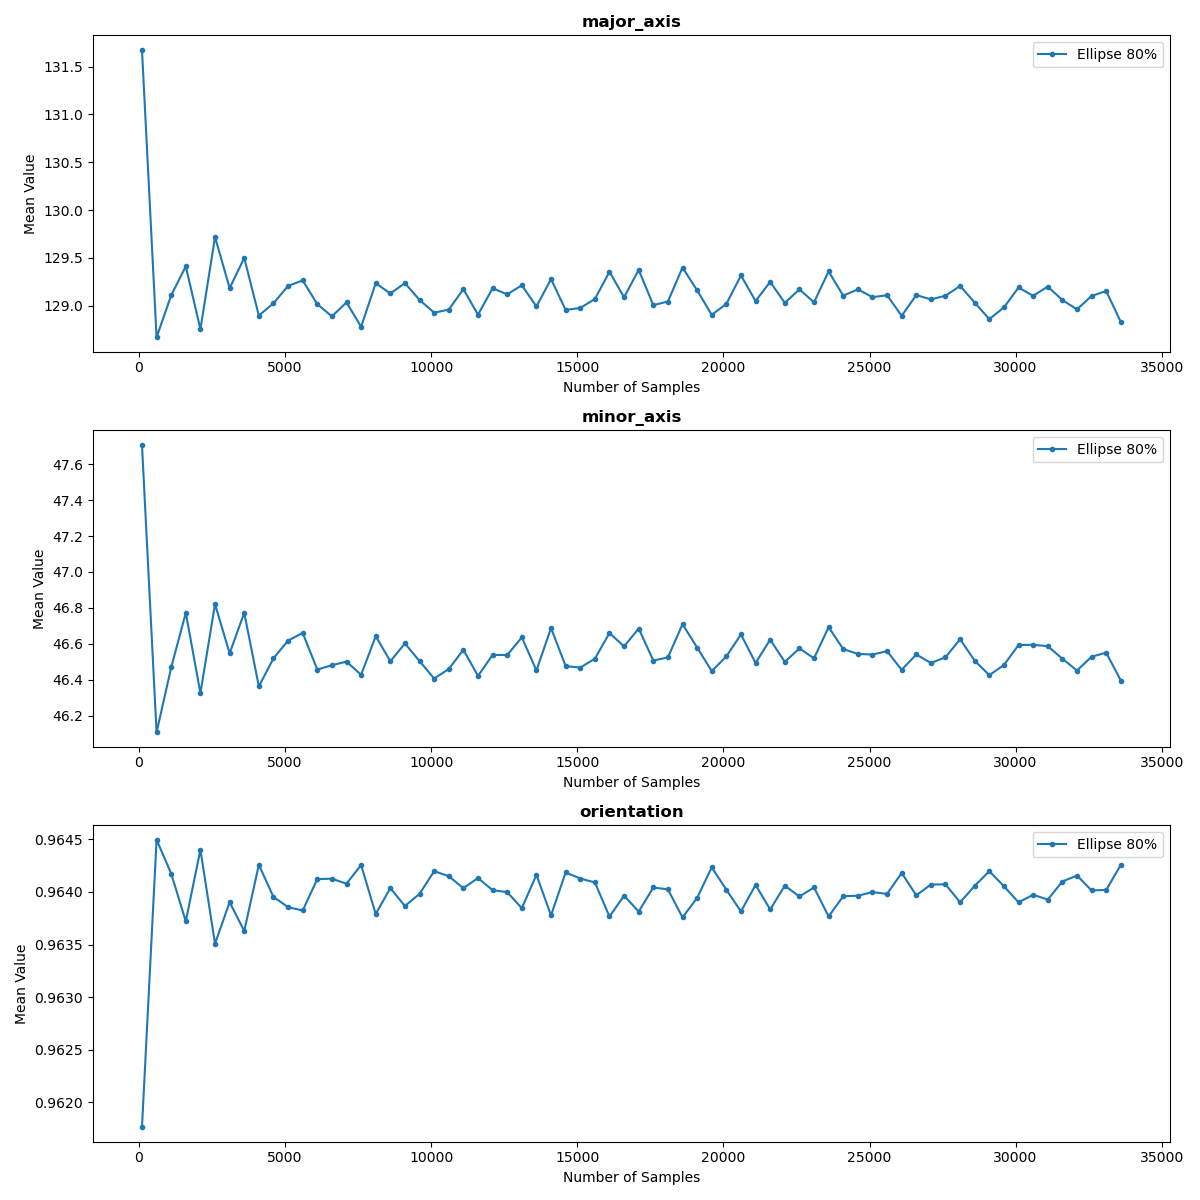 major_axis
Ellipse 80%
131.5
131.0
130.5
130.0
129.5
129.0
Mean Value
0 5000 10000 15000 20000 25000 30000 35000
Number of Samples
minor_axis
Ellipse 80%
47.6
47.4
47.2
47.0
46.8
46.6
46.4
46.2
Mean Value
0 5000 10000 15000 20000 25000 30000 35000
Number of Samples
orientation
Ellipse 80%
0.9645
0.9640
0.9635
0.9630
0.9625
0.9620
Mean Value
0 5000 10000 15000 20000 25000 30000 35000
Number of Samples